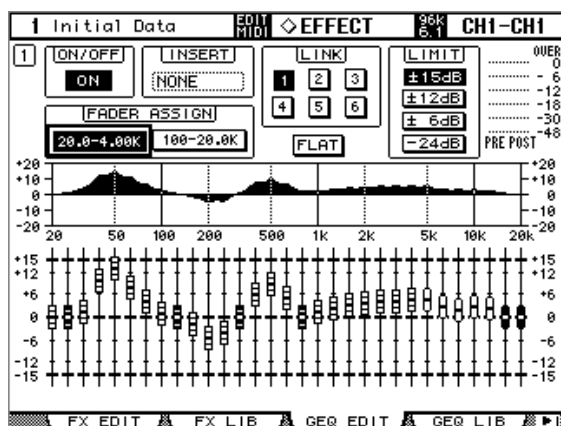 1 Initial Data EDIT MIDI ◇EFFECT 96k 6.1 CH1-CH1
1 ON/OFF INSERT LINK LIMIT OVER
ON NONE 1 2 3 ±15dB 0
-6
4 5 6 ±12dB -12
-18
FADER ASSIGN ± 6dB -30
20.0-4.00K 100-20.0K FLAT -24dB PRE POST -48
+20 +20
+10 +10
0 0
-10 -10
-20 -20
20 50 100 200 500 1k 2k 5k 10k 20k
+15 +15
+12 +12
+6 +6
0 0
-6 -6
-12 -12
-15 -15
FX EDIT FX LIB GEQ EDIT GEQ LIB